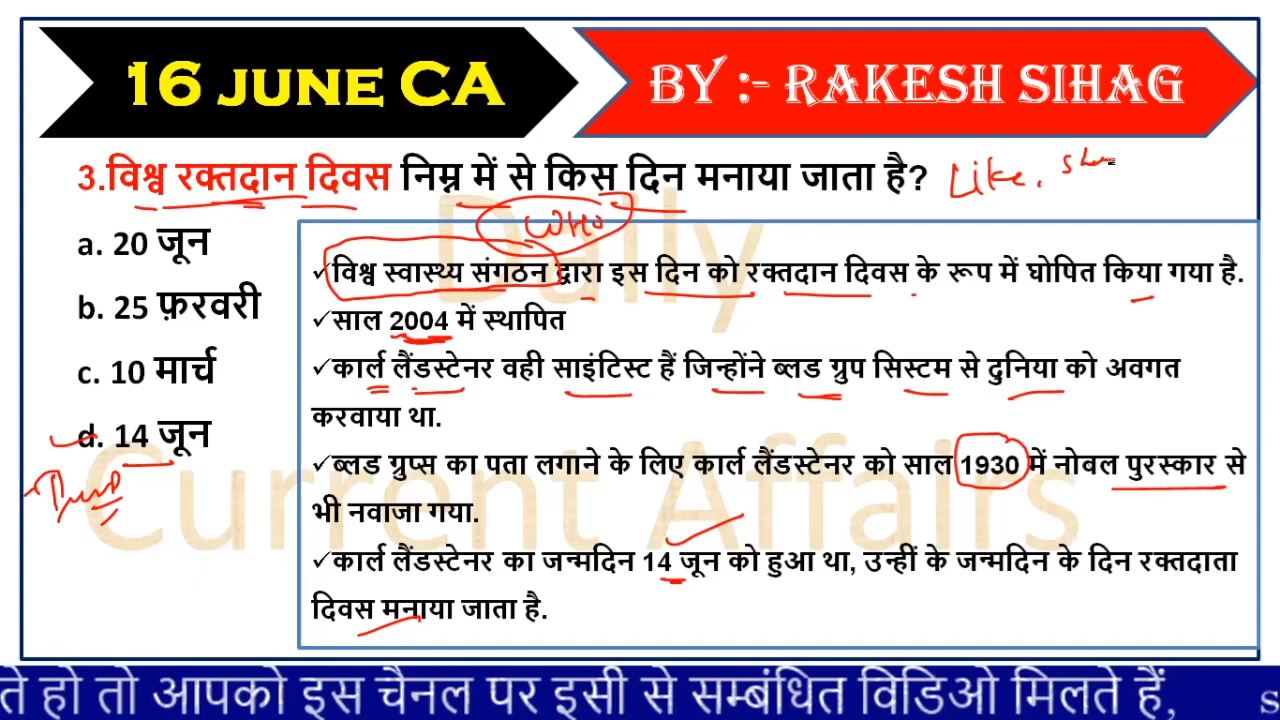 16 JUNE CA
BY :- RAKESH SIHAG
3.विश्व रक्तदान दिवस निम्न में से किस दिन मनाया जाता है?
Like.
WHO
a. 20 जून
b. 25 फ़रवरी
c. 10 मार्च
d. 14 जून
✓विश्व स्वास्थ्य संगठन द्वारा इस दिन को रक्तदान दिवस के रूप में घोषित किया गया है.
✓साल 2004 में स्थापित
✓कार्ल लैंडस्टेनर वही साइंटिस्ट हैं जिन्होंने ब्लड ग्रुप सिस्टम से दुनिया को अवगत
करवाया था.
✓ब्लड ग्रुप्स का पता लगाने के लिए कार्ल लैंडस्टेनर को साल 1930 में नोवल पुरस्कार से
भी नवाजा गया.
✓कार्ल लैंडस्टेनर का जन्मदिन 14 जून को हुआ था, उन्हीं के जन्मदिन के दिन रक्तदाता
दिवस मनाया जाता है.
Daily
Current Affairs
ते हो तो आपको इस चैनल पर इसी से सम्बंधित विडिओ मिलते हैं, s